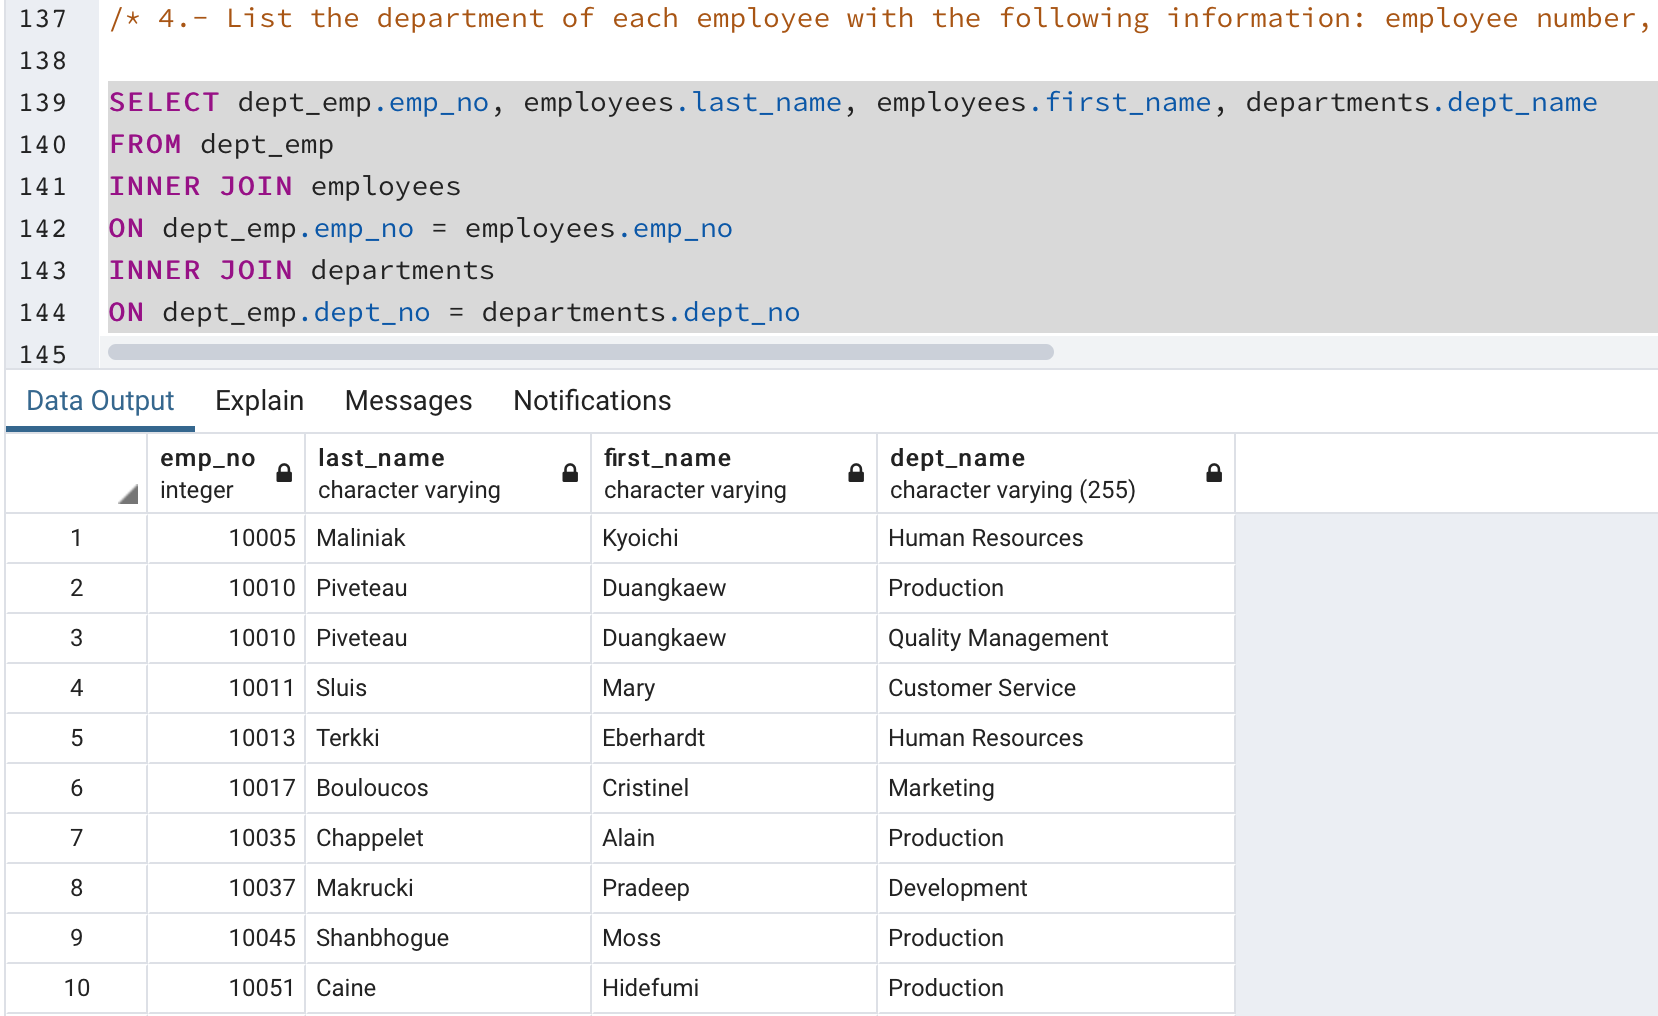 137 /* 4.- List the department of each employee with the following information: employee number,
138
139 SELECT dept_emp.emp_no, employees.last_name, employees.first_name, departments.dept_name
140 FROM dept_emp
141 INNER JOIN employees
142 ON dept_emp.emp_no = employees.emp_no
143 INNER JOIN departments
144 ON dept_emp.dept_no = departments.dept_no
145
Data Output Explain Messages Notifications
emp_no last_name first_name dept_name
integer character varying character varying character varying (255)
1 10005 Maliniak Kyoichi Human Resources
2 10010 Piveteau Duangkaew Production
3 10010 Piveteau Duangkaew Quality Management
4 10011 Sluis Mary Customer Service
5 10013 Terkki Eberhardt Human Resources
6 10017 Bouloucos Cristinel Marketing
7 10035 Chappelet Alain Production
8 10037 Makrucki Pradeep Development
9 10045 Shanbhogue Moss Production
10 10051 Caine Hidefumi Production